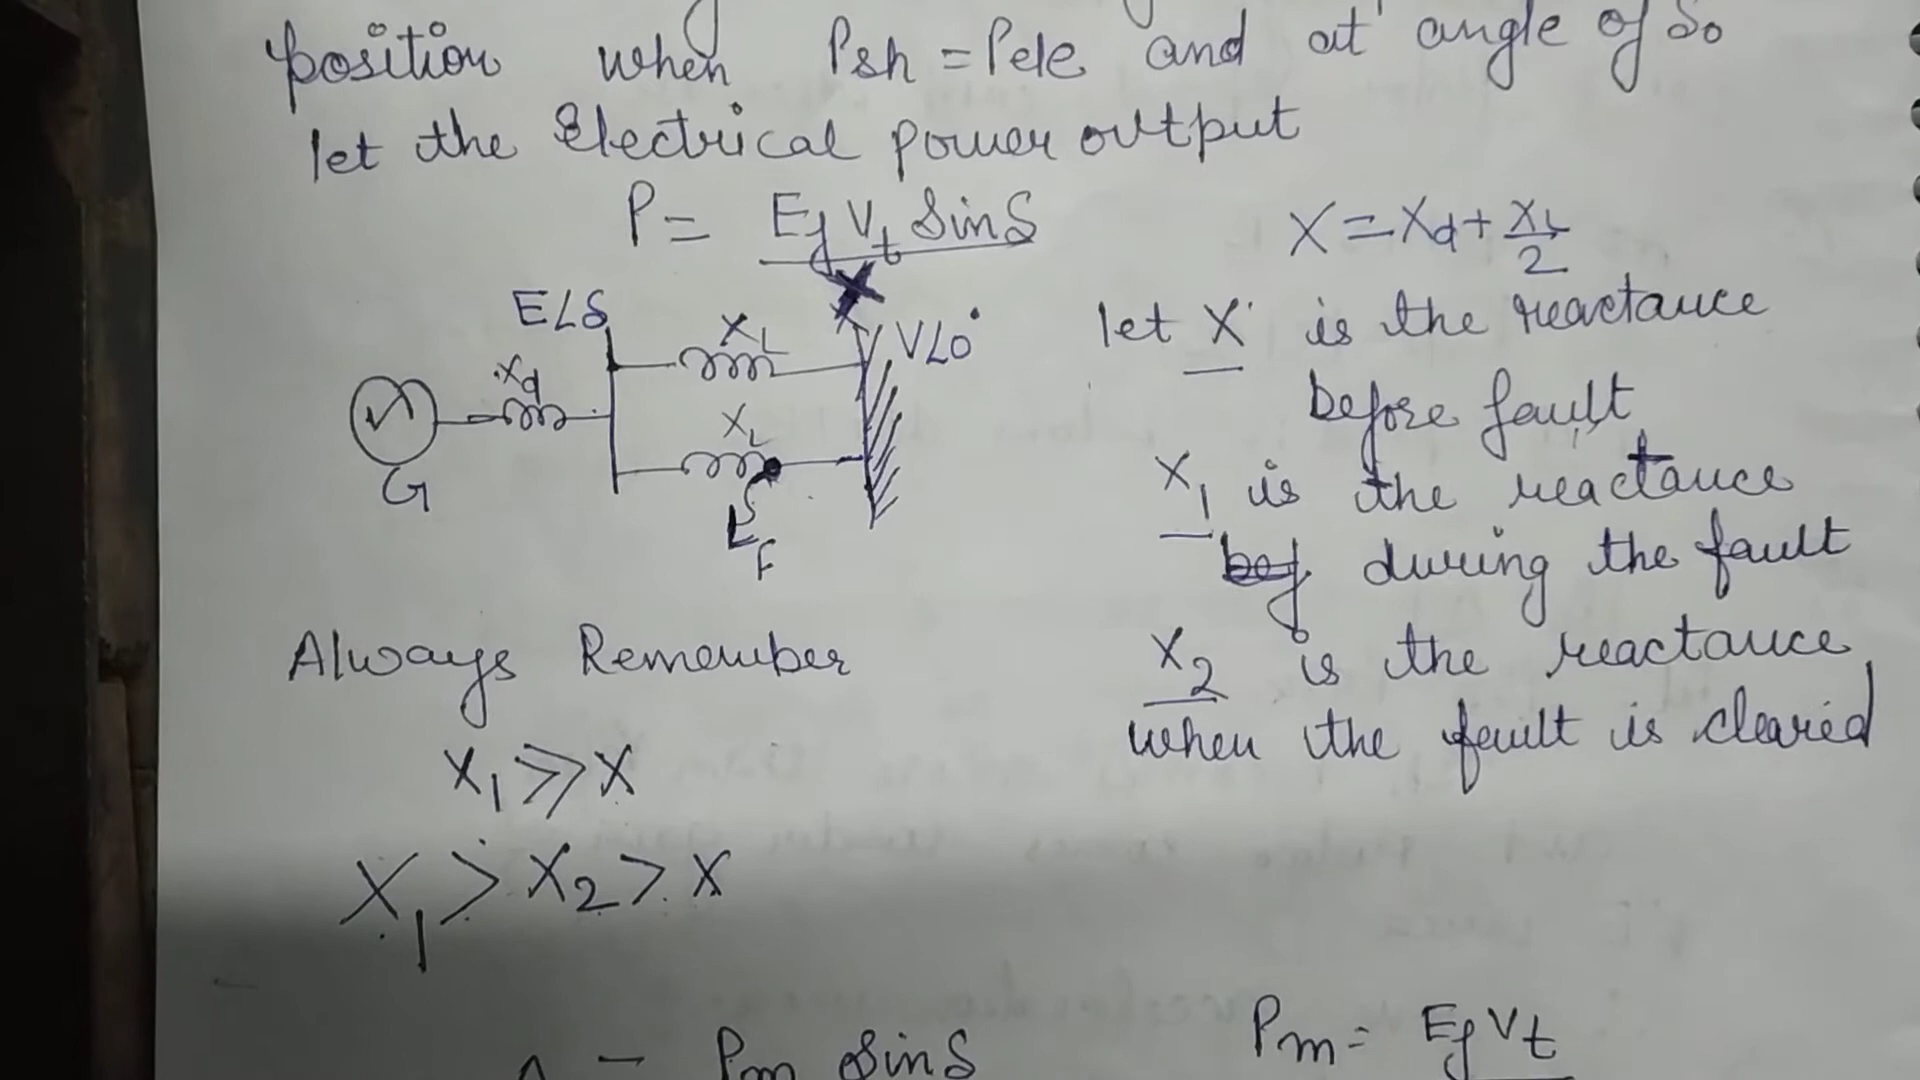 position when Psh = Pele and at angle of δo
let the Electrical power output
P = Ef Vt Sinδ
X
X = Xd + XL/2
E∠δ
XL
V∠0°
Xd
XL
G
F
let X is the reactance
before fault
X1 is the reactance
during the fault
X2 is the reactance
when the fault is cleared
Always Remember
X1 ⩾ X
X1 > X2 > X
Pm = Ef Vt
= Pm Sinδ